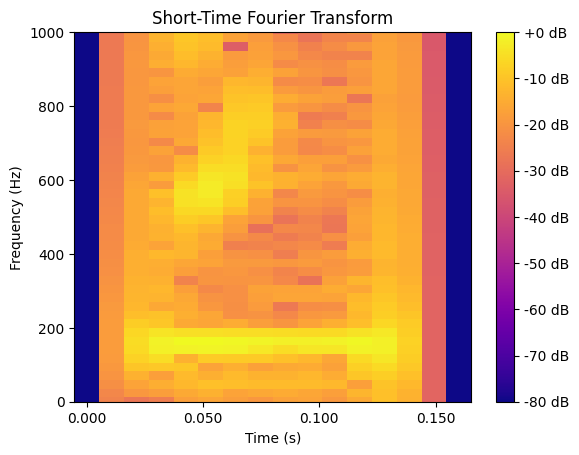 Short-Time Fourier Transform
1000
800
600
400
200
0
Frequency (Hz)
0.000
0.050
0.100
0.150
Time (s)
+0 dB
-10 dB
-20 dB
-30 dB
-40 dB
-50 dB
-60 dB
-70 dB
-80 dB